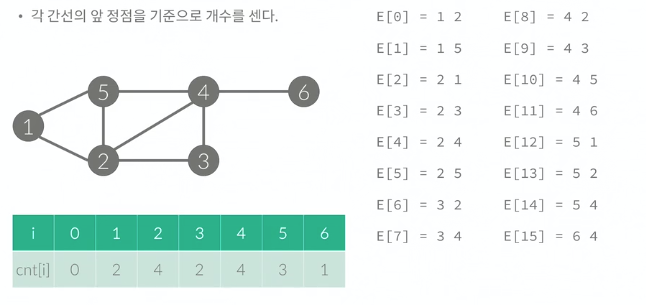 • 각 간선의 앞 정점을 기준으로 개수를 센다.
5 4 6
1
2 3
i 0 1 2 3 4 5 6
cnt[i] 0 2 4 2 4 3 1
E[0] = 1 2 E[8] = 4 2
E[1] = 1 5 E[9] = 4 3
E[2] = 2 1 E[10] = 4 5
E[3] = 2 3 E[11] = 4 6
E[4] = 2 4 E[12] = 5 1
E[5] = 2 5 E[13] = 5 2
E[6] = 3 2 E[14] = 5 4
E[7] = 3 4 E[15] = 6 4